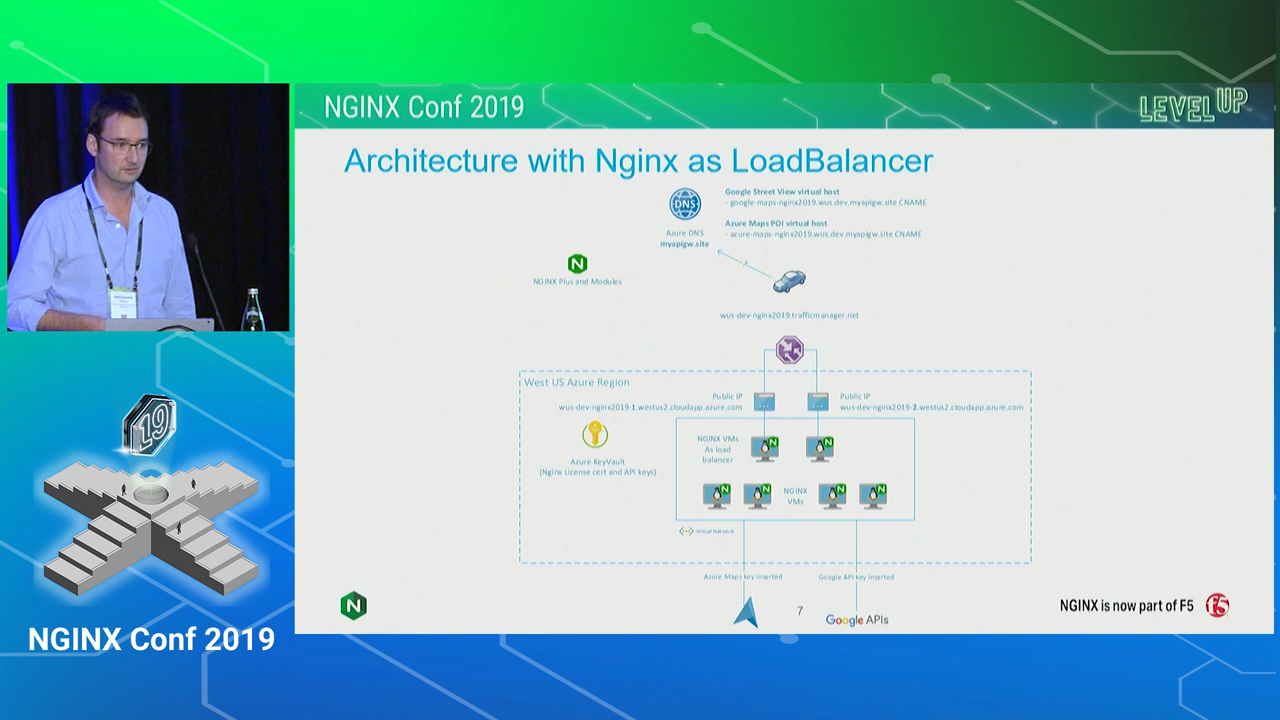 NGINX Conf 2019
LEVEL UP
Architecture with Nginx as LoadBalancer
DNS
Google Street View virtual host
- google-maps-nginx2019.wus.dev.myapigw.site CNAME
Azure DNS
myapigw.site
Azure Maps POI virtual host
- azure-maps-nginx2019.wus.dev.myapigw.site CNAME
N
NGINX Plus and Modules
?
wus-dev-nginx2019.trafficmanager.net
West US Azure Region
Public IP
wus-dev-nginx2019-1.westus2.cloudapp.azure.com
Public IP
wus-dev-nginx2019-2.westus2.cloudapp.azure.com
Azure KeyVault
(Nginx License cert and API keys)
NGINX VMs
As load
balancer
N
N
N
N
NGINX
VMs
N
N
Virtual Network
Azure Maps key inserted
Google API key inserted
7
Google APIs
N
NGINX is now part of F5
f5
19
NGINX Conf 2019